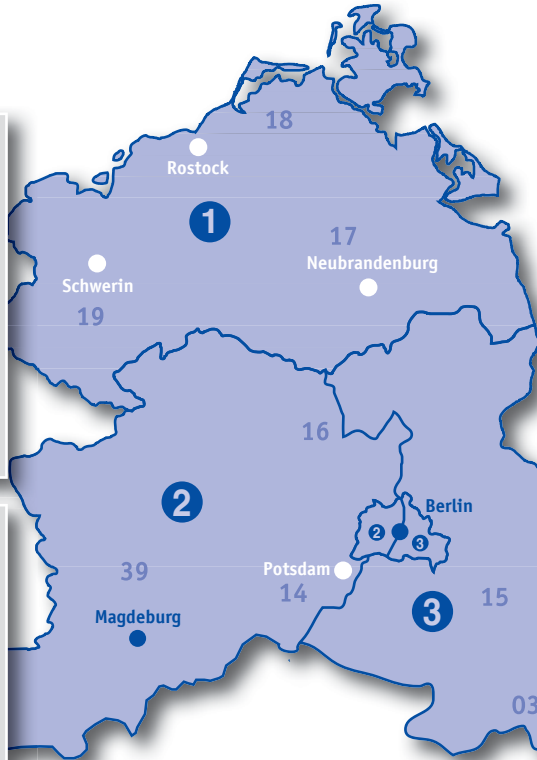 18
Rostock
1
17
Neubrandenburg
Schwerin
19
16
2
Berlin
2
3
Potsdam
39
14
15
3
Magdeburg
03